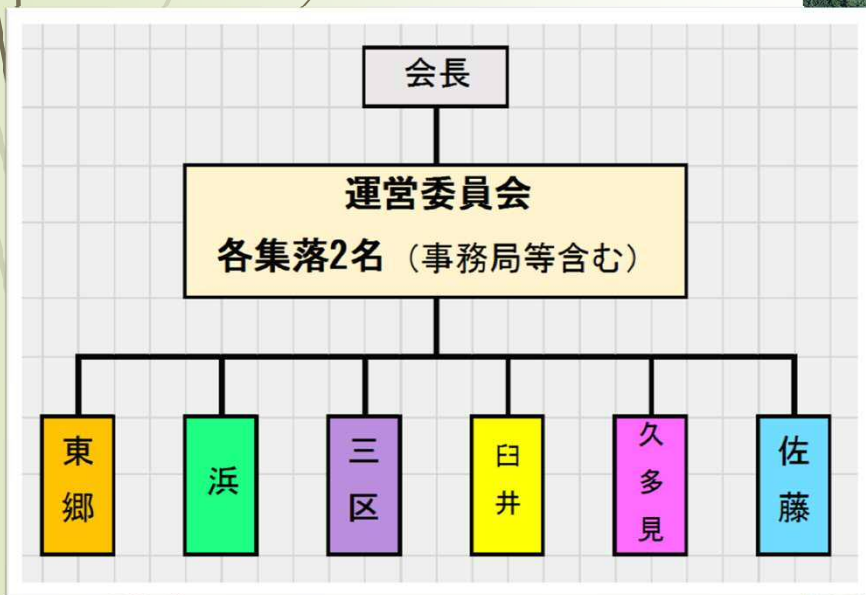 会長
運営委員会
各集落2名（事務局等含む）
東郷
浜
三区
臼井
久多見
佐藤